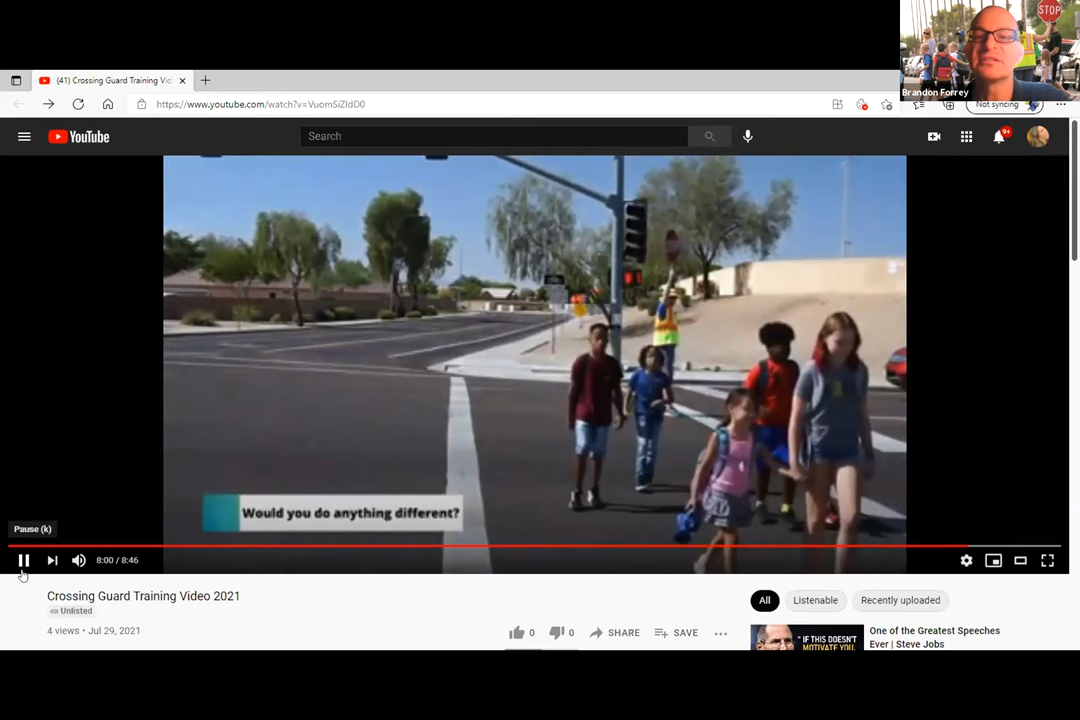 STOP
Brandon Forrey
(41) Crossing Guard Training Vid
https://www.youtube.com/watch?v=VuomSiZldD0
Not syncing
YouTube
Search
9+
Would you do anything different?
Pause (k)
8:00 / 8:46
Crossing Guard Training Video 2021
Unlisted
4 views • Jul 29, 2021
0
0
SHARE
SAVE
All
Listenable
Recently uploaded
"IF THIS DOESN'T
MOTIVATE YOU,
One of the Greatest Speeches
Ever | Steve Jobs